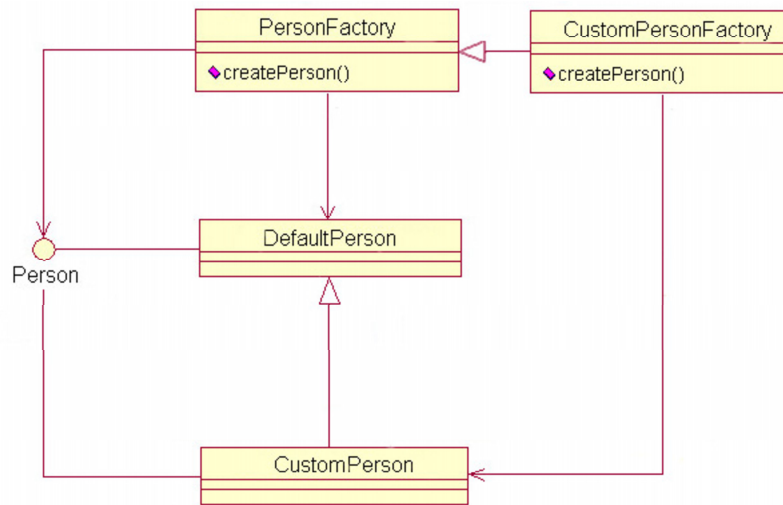 PersonFactory
createPerson()
CustomPersonFactory
createPerson()
DefaultPerson
Person
CustomPerson